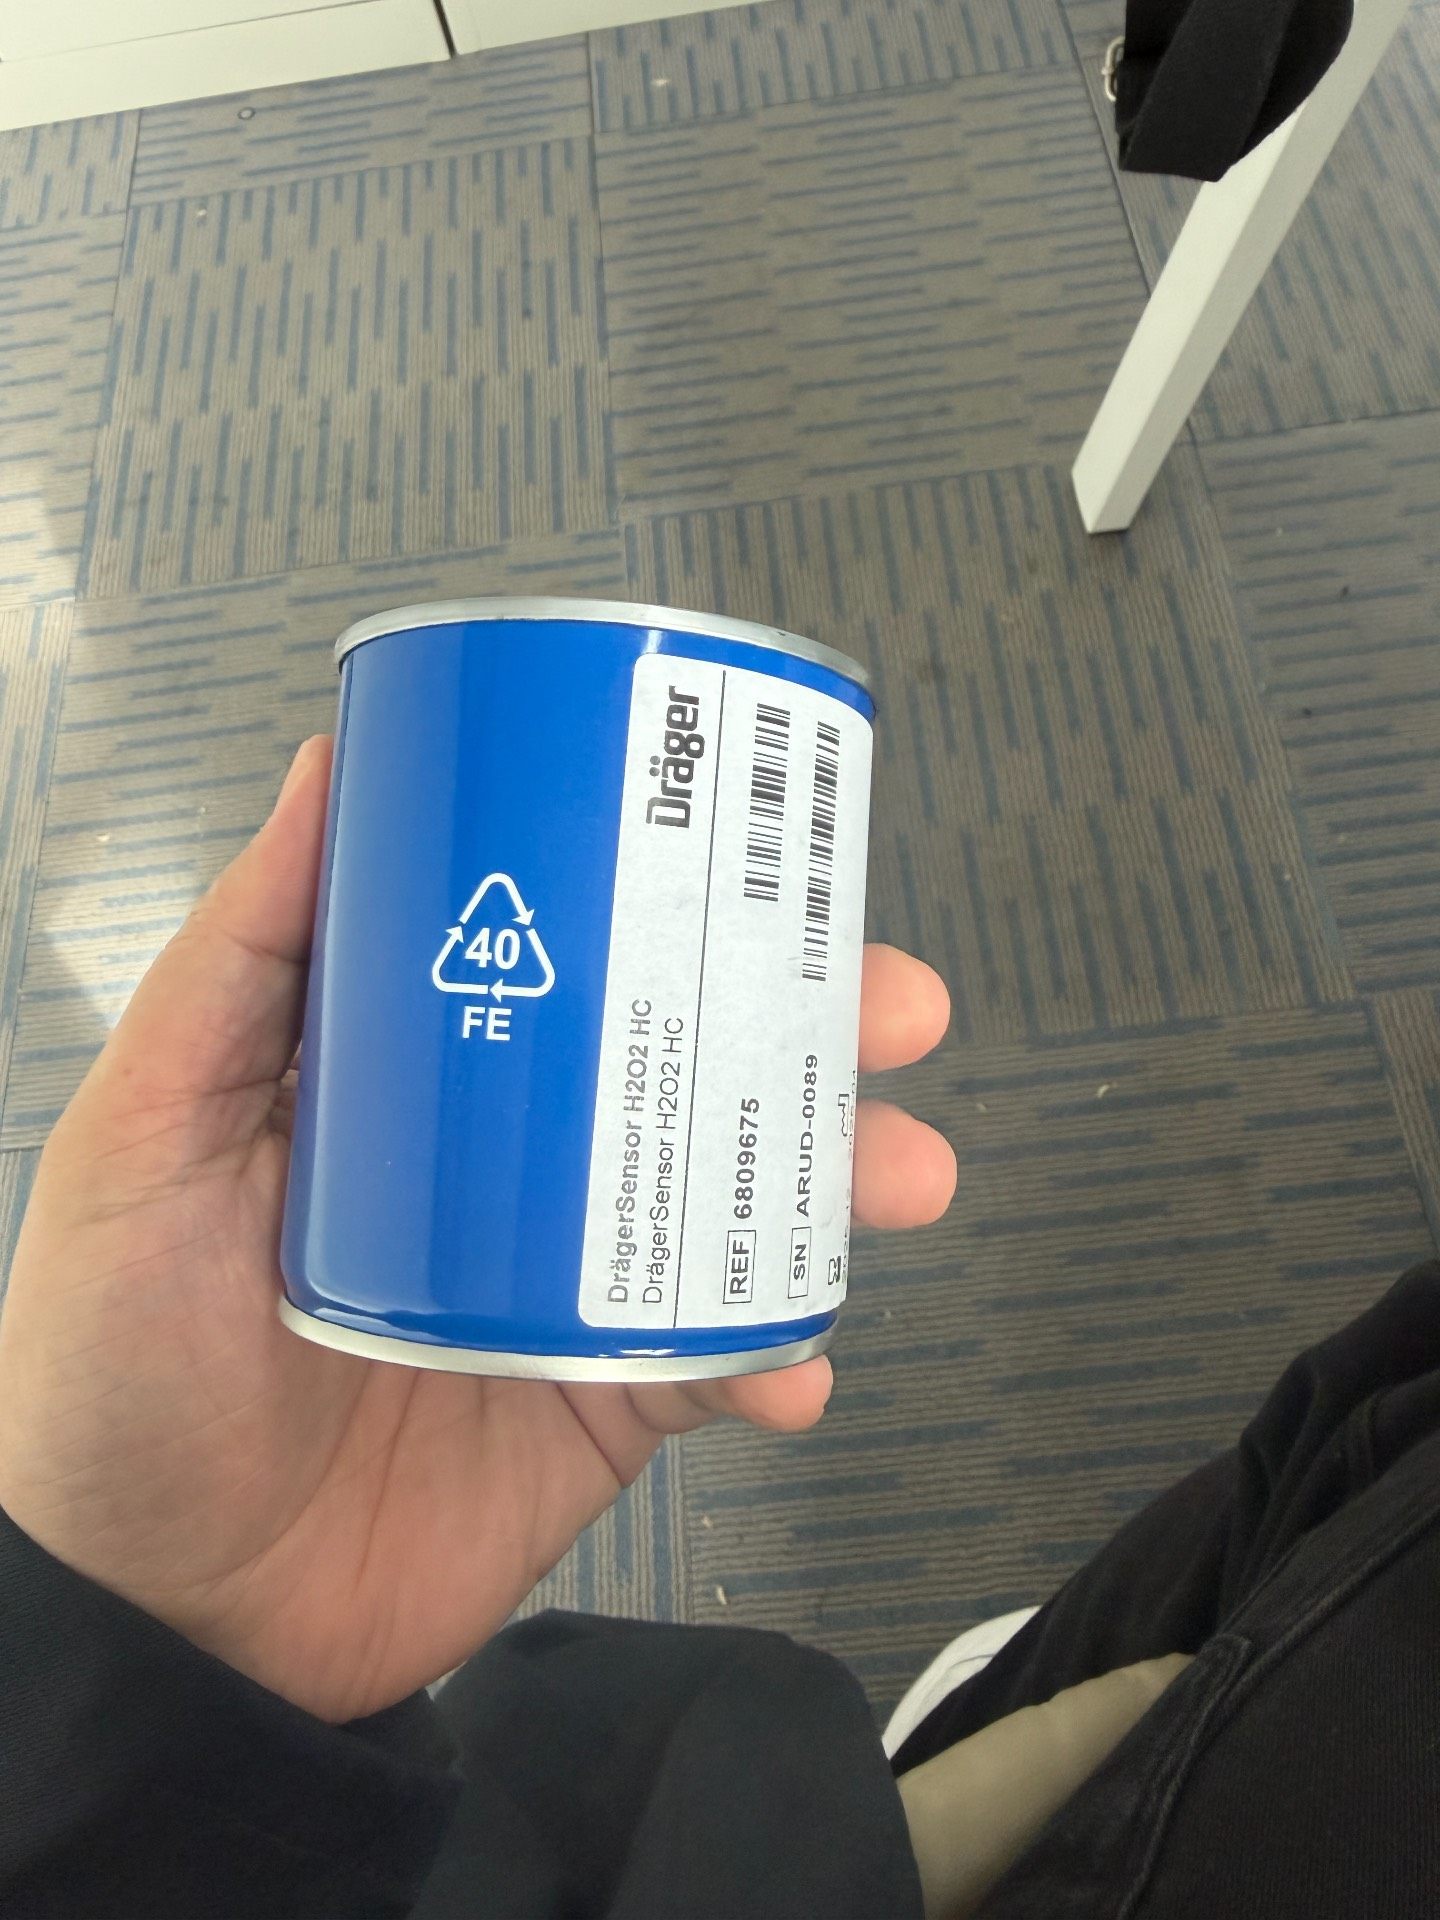 40
FE
Dräger
DrägerSensor H2O2 HC
DrägerSensor H2O2 HC
REF 6809675
SN ARUD-0089